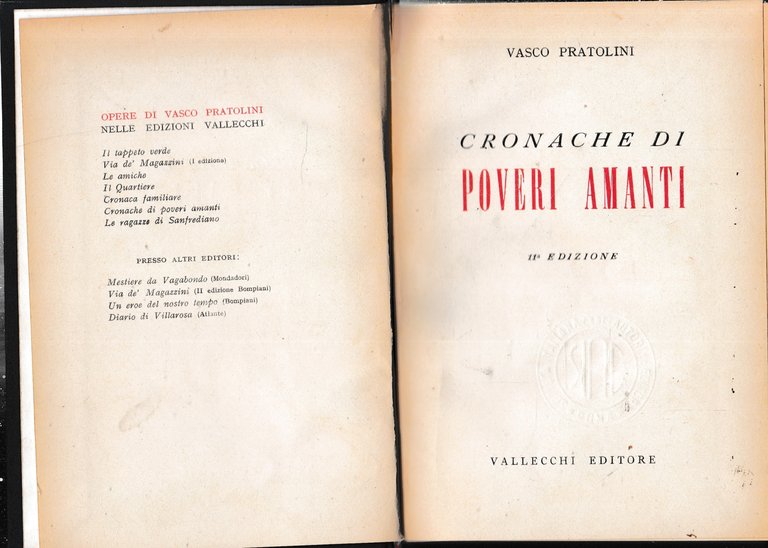 OPERE DI VASCO PRATOLINI
NELLE EDIZIONI VALLECCHI
Il tappeto verde
Via de' Magazzini (I edizione)
Le amiche
Il Quartiere
Cronaca familiare
Cronache di poveri amanti
Le ragazze di Sanfrediano
PRESSO ALTRI EDITORI:
Mestiere da Vagabondo (Mondadori)
Via de' Magazzini (II edizione Bompiani)
Un eroe del nostro tempo (Bompiani)
Diario di Villarosa (Atlante)
VASCO PRATOLINI
CRONACHE DI
POVERI AMANTI
IIª EDIZIONE
VALLECCHI EDITORE